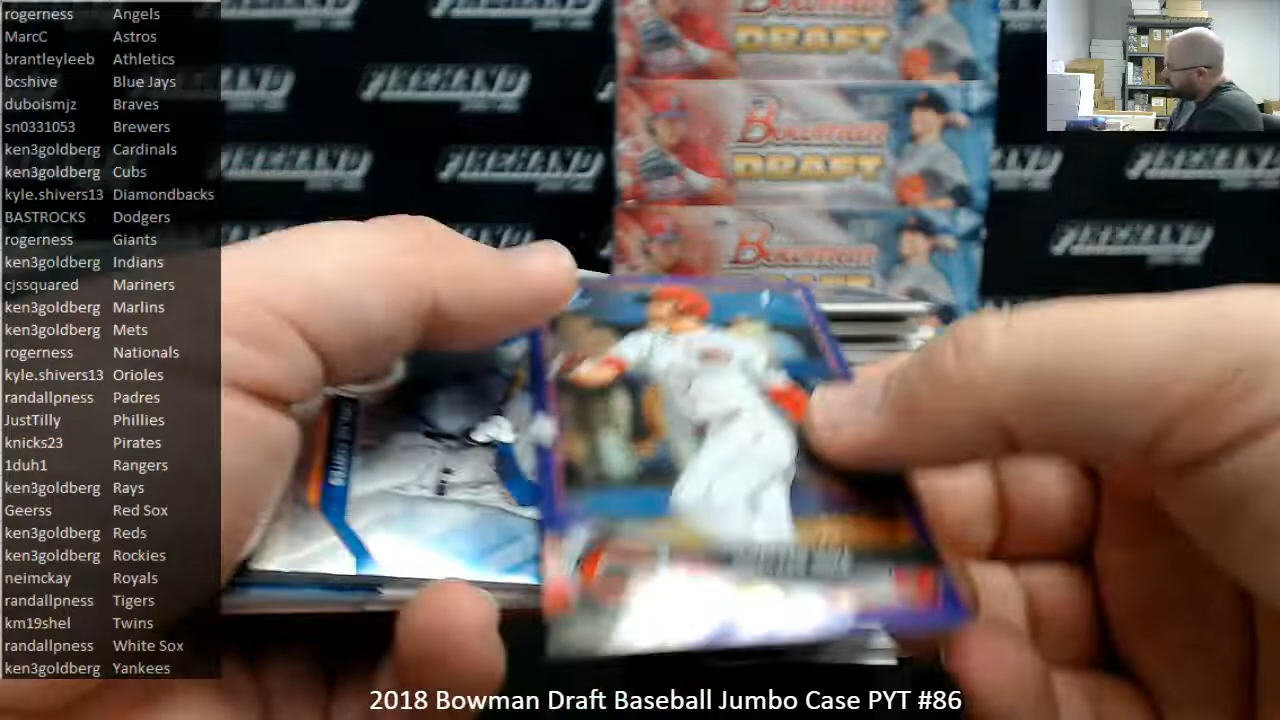 rogerness Angels
MarcC Astros
brantleyleeb Athletics
bcshive Blue Jays
duboismjz Braves
sn0331053 Brewers
ken3goldberg Cardinals
ken3goldberg Cubs
kyle.shivers13 Diamondbacks
BASTROCKS Dodgers
rogerness Giants
ken3goldberg Indians
cjssquared Mariners
ken3goldberg Marlins
ken3goldberg Mets
rogerness Nationals
kyle.shivers13 Orioles
randallpness Padres
JustTilly Phillies
knicks23 Pirates
1duh1 Rangers
ken3goldberg Rays
Geerss Red Sox
ken3goldberg Reds
ken3goldberg Rockies
neimckay Royals
randallpness Tigers
km19shel Twins
randallpness White Sox
ken3goldberg Yankees
FIREHAND
FIREHAND
FIREHAND
FIREHAND
FIREHAND
DRAFT
Bowman
DRAFT
Bowman
2018 Bowman Draft Baseball Jumbo Case PYT #86